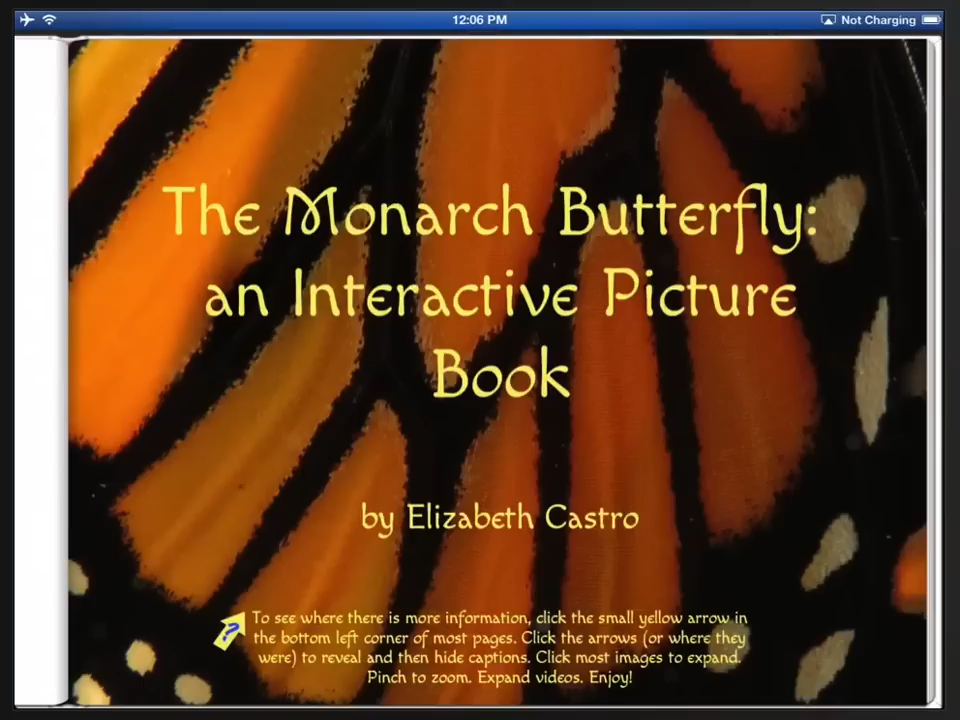 12:06 PM
Not Charging
The Monarch Butterfly:
an Interactive Picture
Book
by Elizabeth Castro
?
To see where there is more information, click the small yellow arrow in
the bottom left corner of most pages. Click the arrows (or where they
were) to reveal and then hide captions. Click most images to expand.
Pinch to zoom. Expand videos. Enjoy!